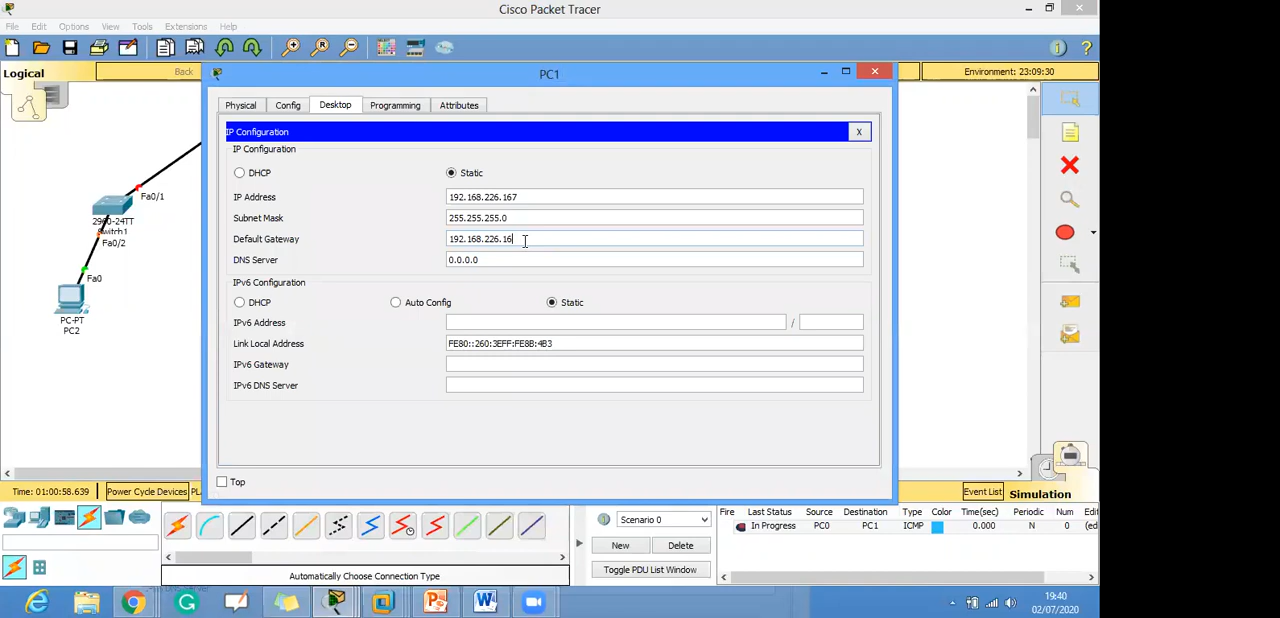 Cisco Packet Tracer
File Edit Options View Tools Extensions Help
Logical Back PC1 Environment: 23:09:30
Physical Config Desktop Programming Attributes
IP Configuration X
IP Configuration
DHCP Static
IP Address 192.168.226.167
Subnet Mask 255.255.255.0
Default Gateway 192.168.226.16
DNS Server 0.0.0.0
IPv6 Configuration
DHCP Auto Config Static
IPv6 Address /
Link Local Address FE80::260:3EFF:FE8B:4B3
IPv6 Gateway
IPv6 DNS Server
Top
Fa0/1
2960-24TT
Switch1
Fa0/2
Fa0
PC-PT
PC2
Time: 01:00:58.639 Power Cycle Devices Event List Simulation
Scenario 0
New Delete
Toggle PDU List Window
Fire Last Status Source Destination Type Color Time(sec) Periodic Num Edit
In Progress PC0 PC1 ICMP 0.000 N 0 (edi
Automatically Choose Connection Type
19:40
02/07/2020